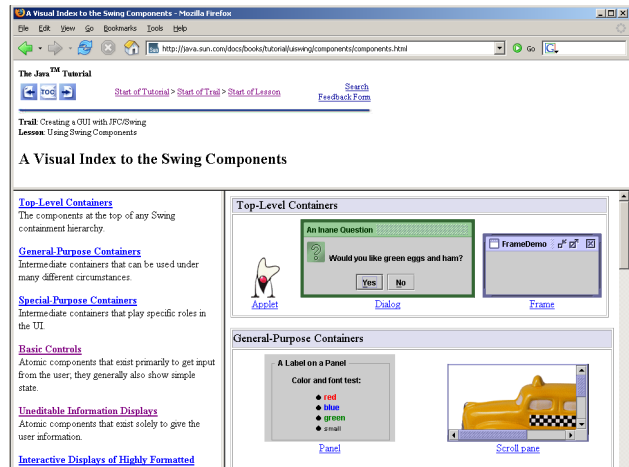 A Visual Index to the Swing Components - Mozilla Firefox
File Edit View Go Bookmarks Tools Help
http://java.sun.com/docs/books/tutorial/uiswing/components/components.html
Go
The Java™ Tutorial
TOC
Start of Tutorial > Start of Trail > Start of Lesson
Search
Feedback Form
Trail: Creating a GUI with JFC/Swing
Lesson: Using Swing Components
A Visual Index to the Swing Components
Top-Level Containers
The components at the top of any Swing
containment hierarchy.
General-Purpose Containers
Intermediate containers that can be used under
many different circumstances.
Special-Purpose Containers
Intermediate containers that play specific roles in
the UI.
Basic Controls
Atomic components that exist primarily to get input
from the user; they generally also show simple
state.
Uneditable Information Displays
Atomic components that exist solely to give the
user information.
Interactive Displays of Highly Formatted
Top-Level Containers
An Inane Question
Would you like green eggs and ham?
Yes No
FrameDemo
Applet
Dialog
Frame
General-Purpose Containers
A Label on a Panel
Color and font test:
red
blue
green
small
Panel
Scroll pane